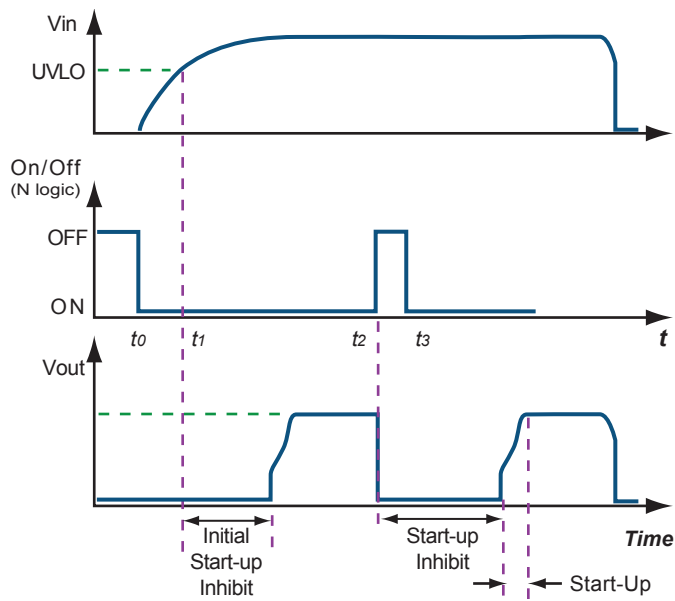 Vin
UVLO
On/Off
(N logic)
OFF
ON
t0 t1 t2 t3 t
Vout
Time
Initial
Start-up
Inhibit
Start-up
Inhibit
Start-Up